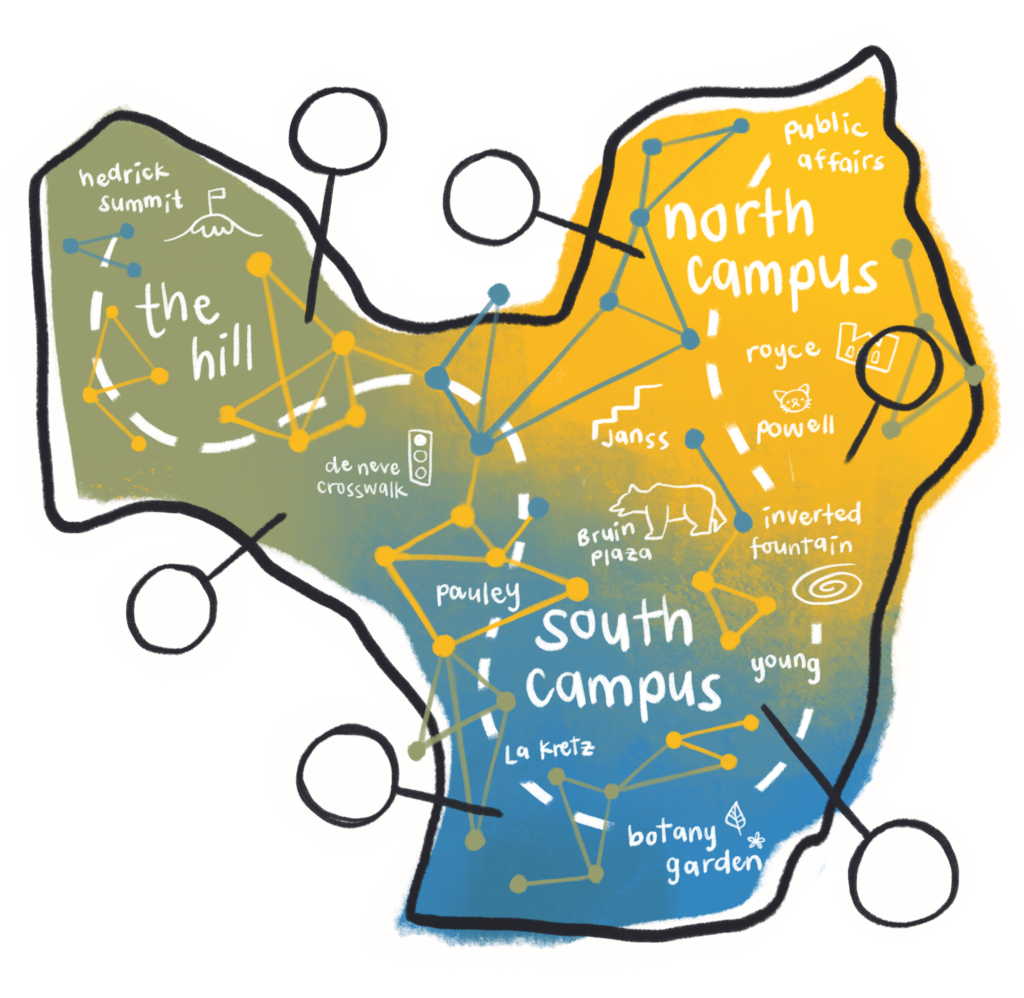 hedrick
summit
the
hill
de neve
crosswalk
public
affairs
north
campus
royce
janss
powell
Bruin
plaza
inverted
fountain
pauley
south
campus
young
La Kretz
botany
garden